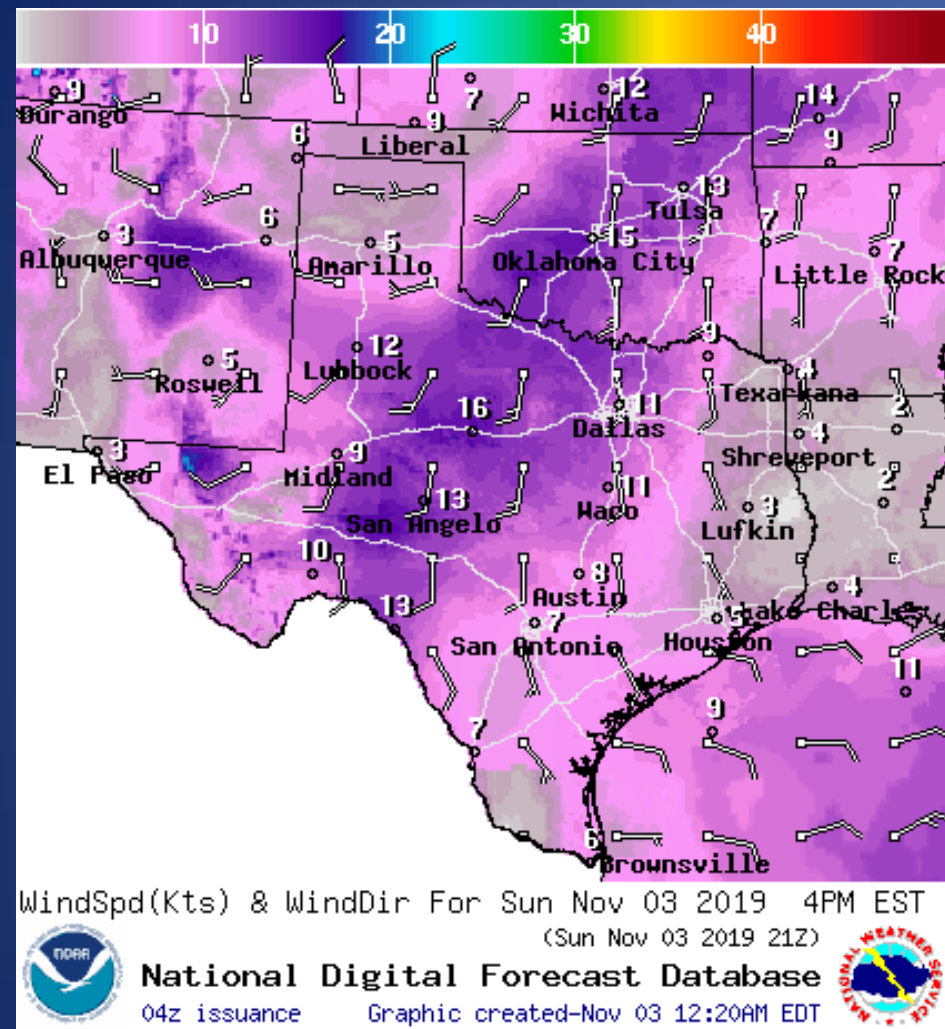 10 20 30 40
9 7 12 14
Durango Wichita
9
Liberal 9
6
13
Tulsa
3 6 5 15 7 7
Albuquerque Amarillo Oklahoma City Little Rock
12 9
5 4
Roswell Lubbock Texarkana
16 11 2
Dallas 4
3 9 Shreveport
El Paso Midland 11 2
13 3
San Angelo Waco Lufkin
10 8 4
Austin Lake Charles
13 7 5
San Antonio Houston
11
7 9
6
Brownsville
WindSpd(Kts) & WindDir For Sun Nov 03 2019 4PM EST
(Sun Nov 03 2019 21Z)
National Digital Forecast Database
04z issuance Graphic created-Nov 03 12:20AM EDT
NOAA
NATIONAL WEATHER SERVICE